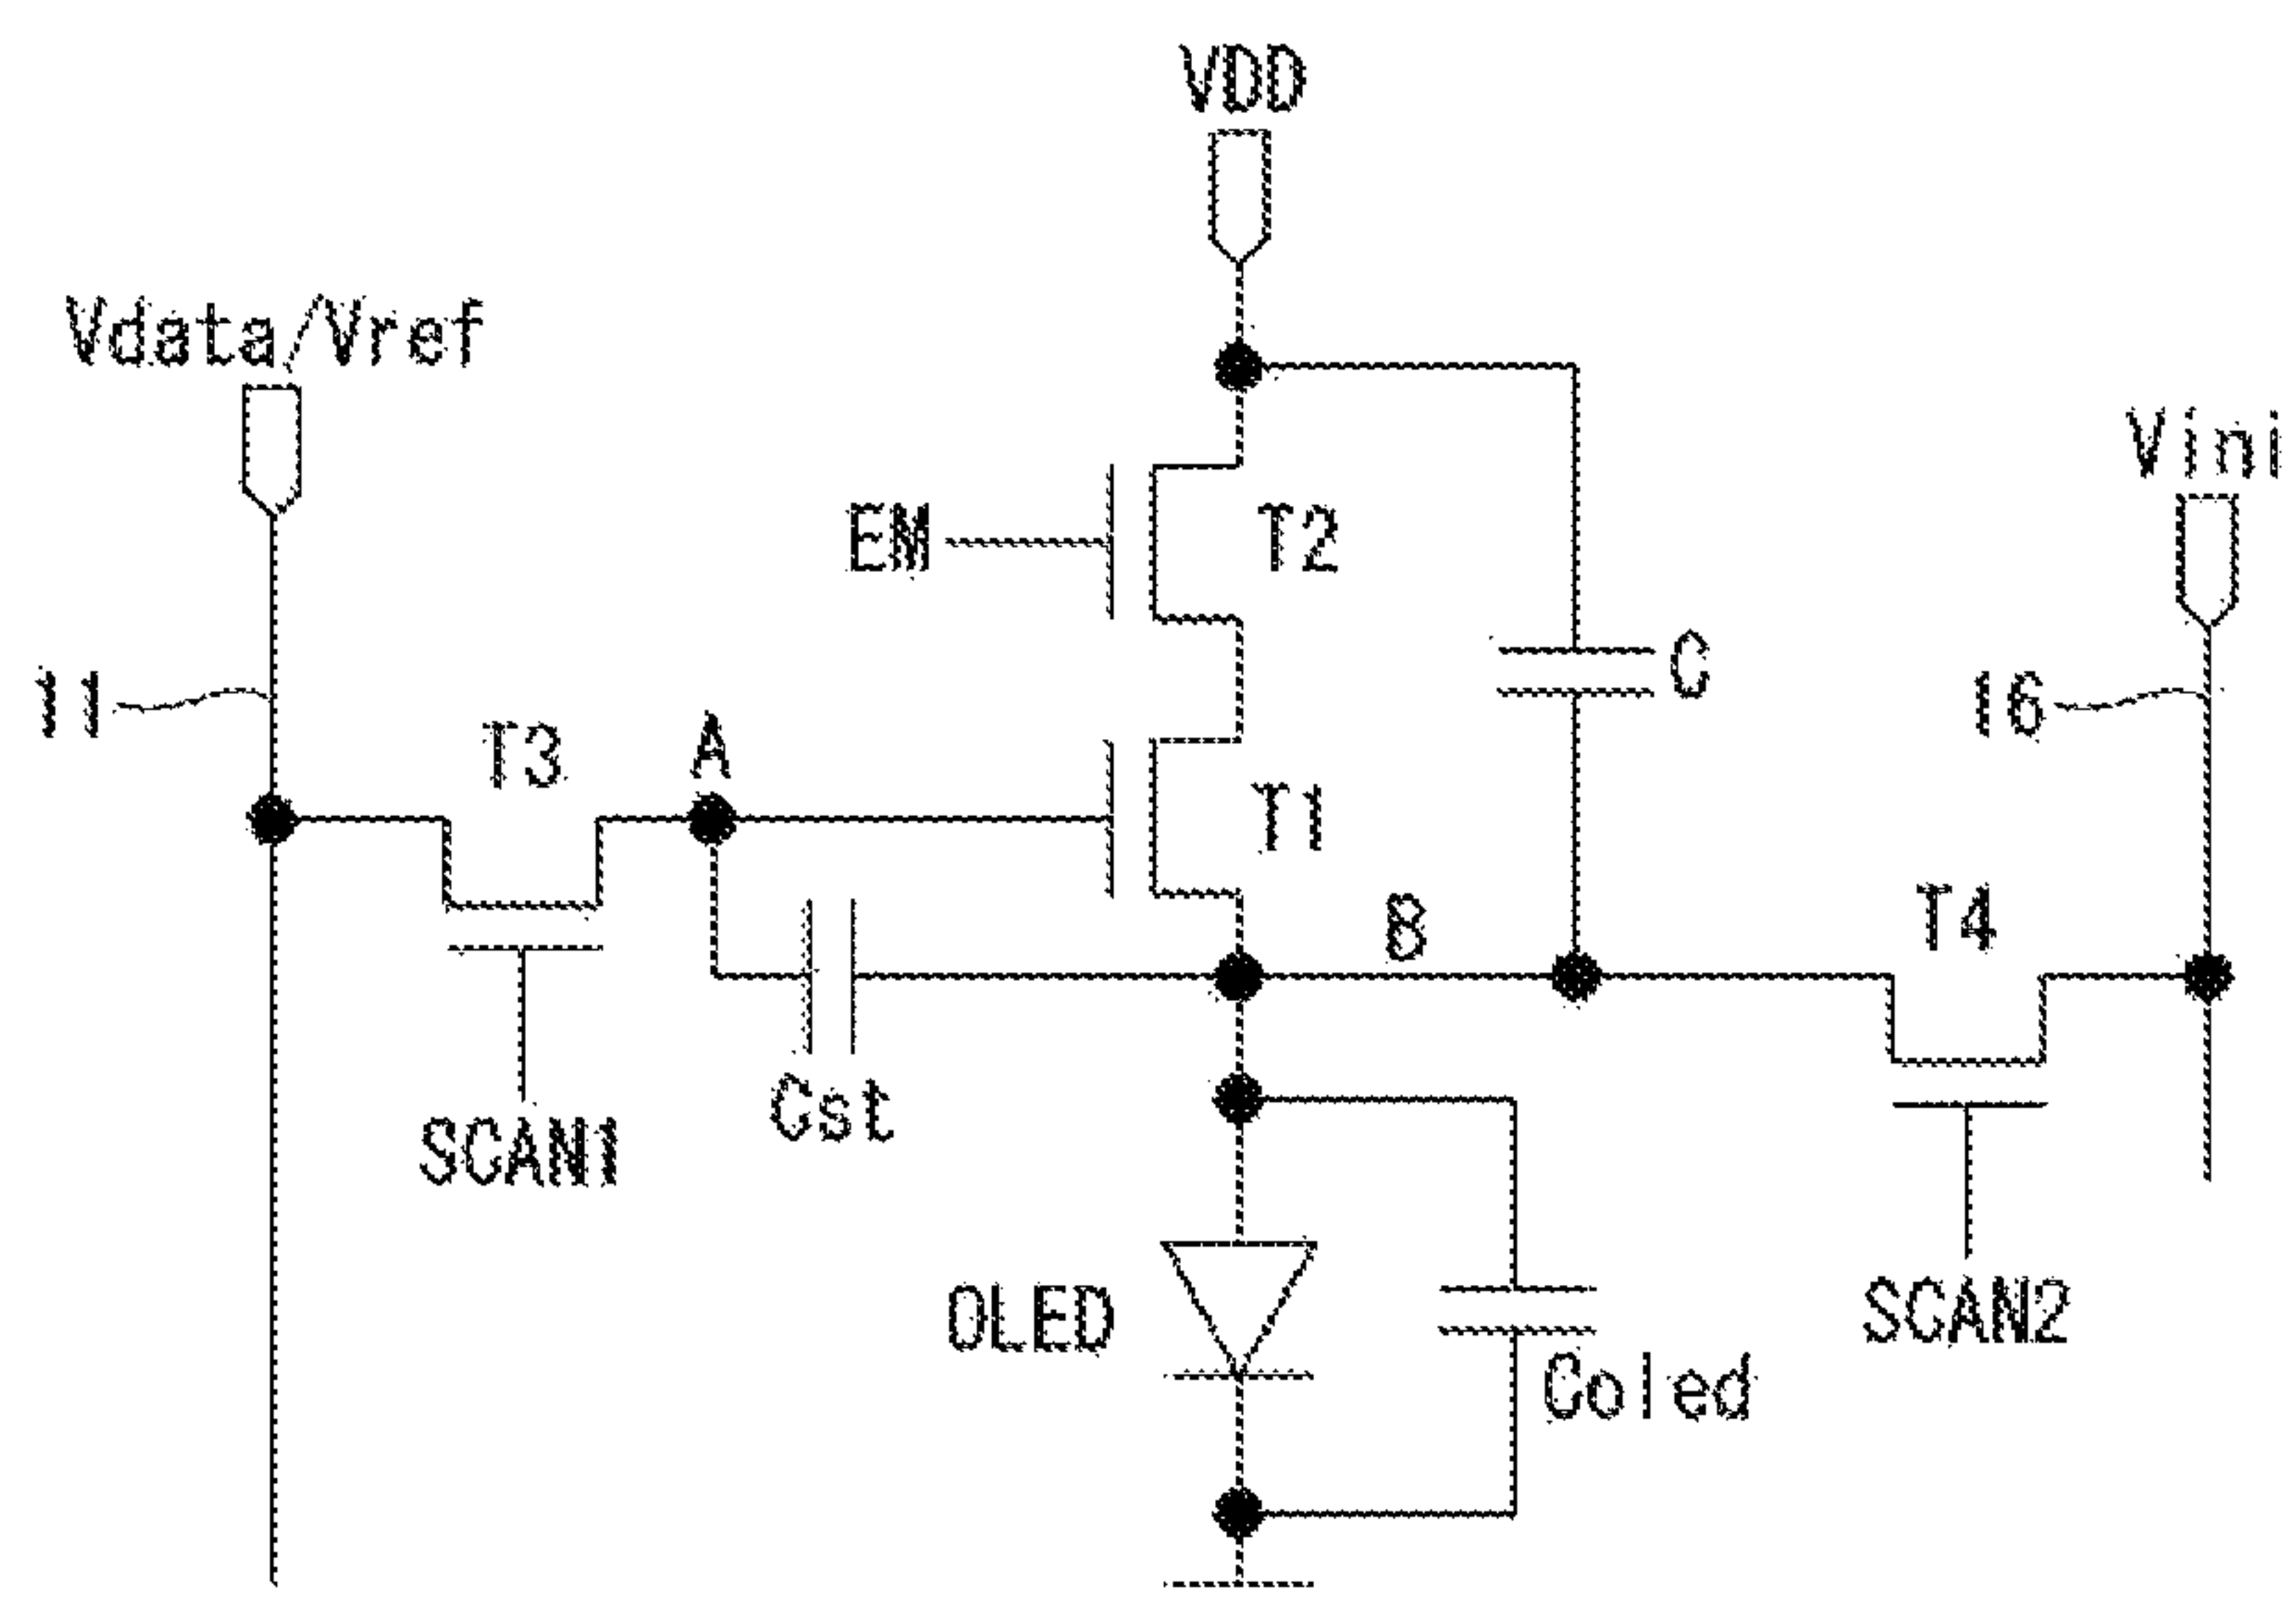 VDD
Vdata/Vref
Vini
EM
T2
C
11
16
T3
A
T1
B
T4
Cst
SCAN1
OLED
SCAN2
Coled